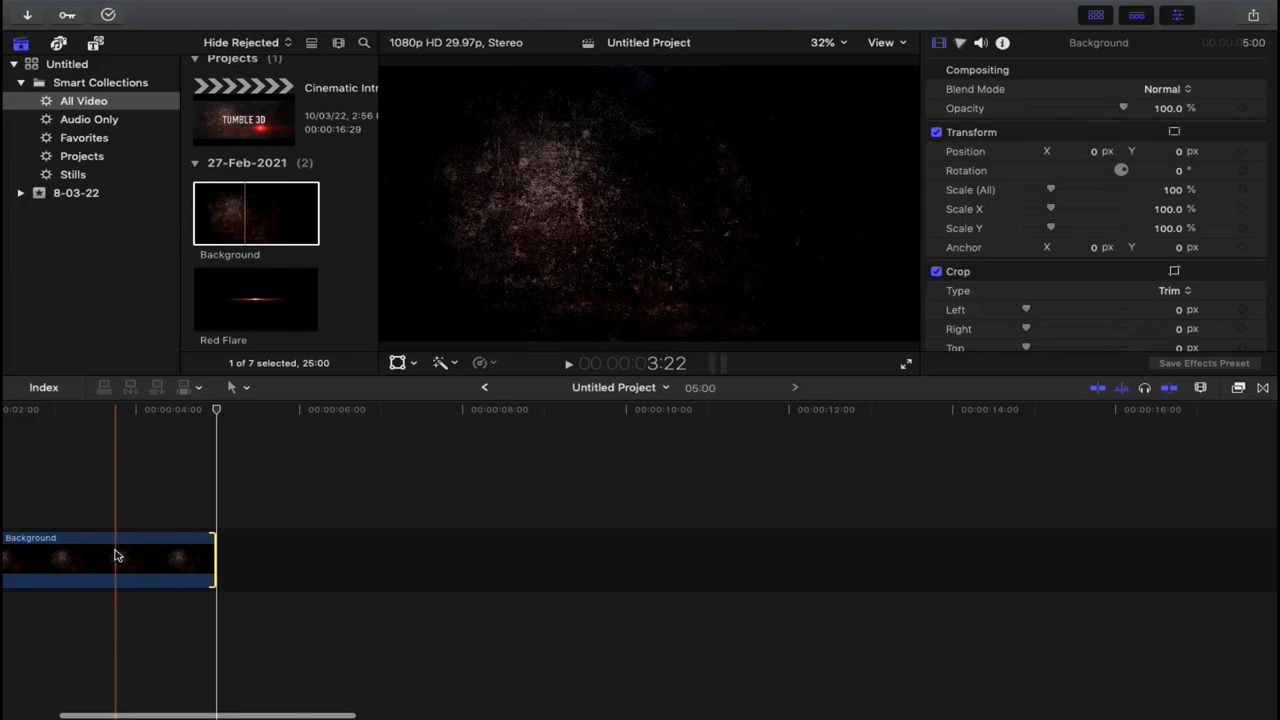 Hide Rejected
1080p HD 29.97p, Stereo
Untitled Project
32%
View
Background
00:00:05:00
Untitled
Smart Collections
All Video
Audio Only
Favorites
Projects
Stills
8-03-22
Projects (1)
TUMBLE 3D
Cinematic Intr
10/03/22, 2:56 P
00:00:16:29
27-Feb-2021 (2)
Background
Red Flare
1 of 7 selected, 25:00
00:00:03:22
Compositing
Blend Mode Normal
Opacity 100.0 %
Transform
Position X 0 px Y 0 px
Rotation 0 °
Scale (All) 100 %
Scale X 100.0 %
Scale Y 100.0 %
Anchor X 0 px Y 0 px
Crop
Type Trim
Left 0 px
Right 0 px
Top 0 px
Save Effects Preset
Index
Untitled Project
05:00
0:02:00 00:00:04:00 00:00:06:00 00:00:08:00 00:00:10:00 00:00:12:00 00:00:14:00 00:00:16:00
Background